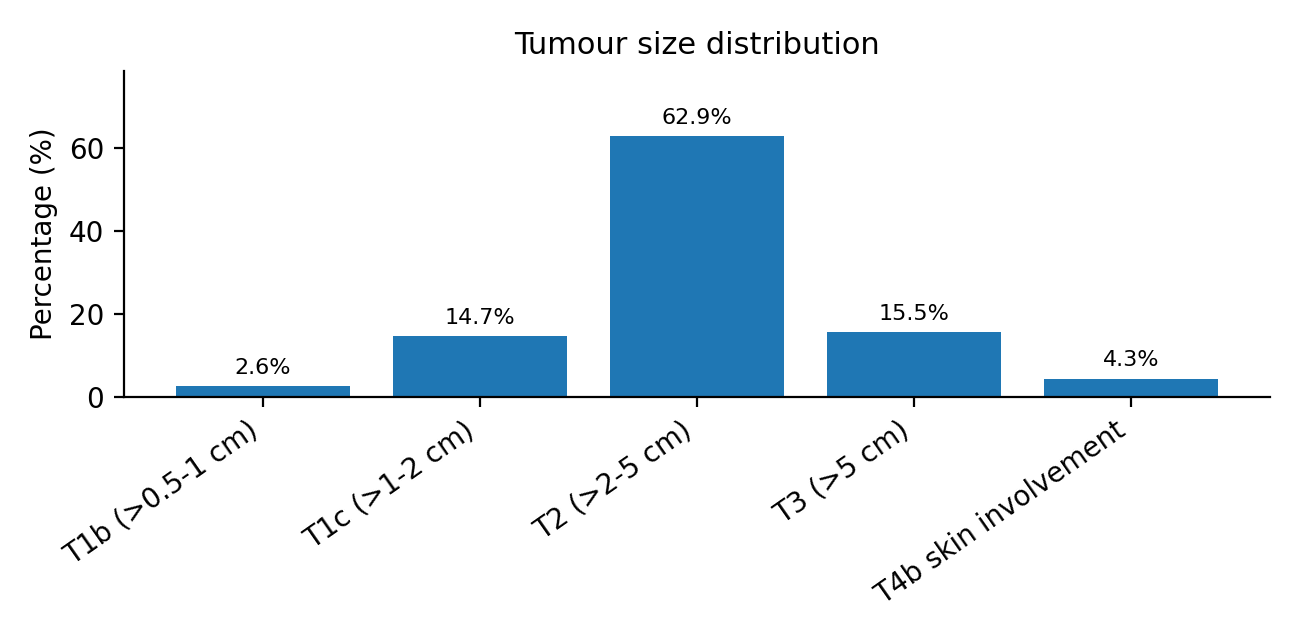 Tumour size distribution
Percentage (%)
60
40
20
0
2.6%
14.7%
62.9%
15.5%
4.3%
T1b (>0.5-1 cm)
T1c (>1-2 cm)
T2 (>2-5 cm)
T3 (>5 cm)
T4b skin involvement